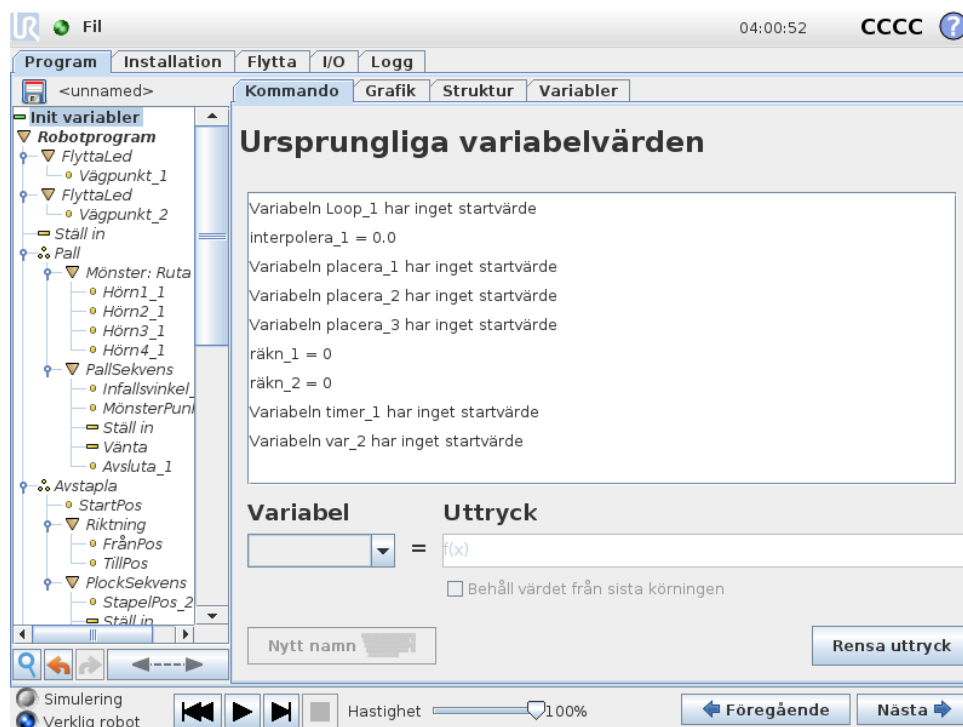 UR Fil 04:00:52 CCCC ?
Program Installation Flytta I/O Logg
<unnamed>
Kommando Grafik Struktur Variabler
Init variabler
Robotprogram
FlyttaLed
Vägpunkt_1
FlyttaLed
Vägpunkt_2
Ställ in
Pall
Mönster: Ruta
Hörn1_1
Hörn2_1
Hörn3_1
Hörn4_1
PallSekvens
Infallsvinkel_
MönsterPun
Ställ in
Vänta
Avsluta_1
Avstapla
StartPos
Riktning
FrånPos
TillPos
PlockSekvens
StapelPos_2
Ställ in
Ursprungliga variabelvärden
Variabeln Loop_1 har inget startvärde
interpolera_1 = 0.0
Variabeln placera_1 har inget startvärde
Variabeln placera_2 har inget startvärde
Variabeln placera_3 har inget startvärde
räkn_1 = 0
räkn_2 = 0
Variabeln timer_1 har inget startvärde
Variabeln var_2 har inget startvärde
Variabel Uttryck
= f(x)
Behåll värdet från sista körningen
Nytt namn
Rensa uttryck
Simulering
Verklig robot
Hastighet 100%
Föregående Nästa